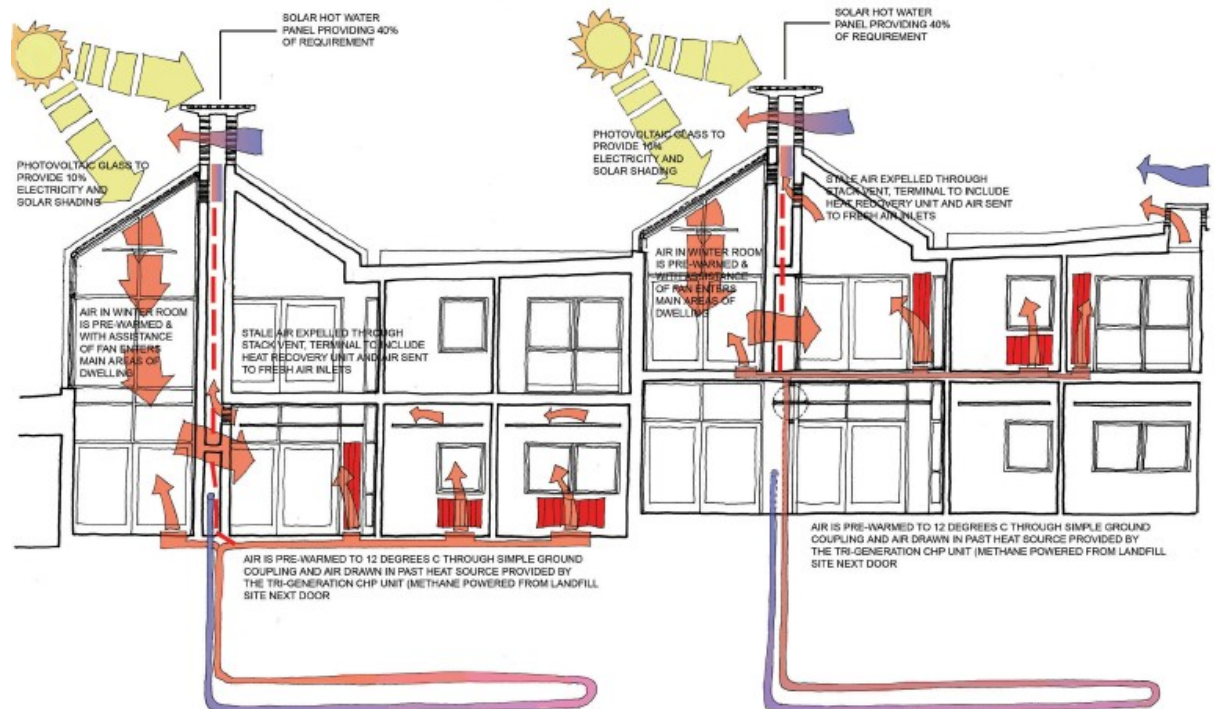 SOLAR HOT WATER
PANEL PROVIDING 40%
OF REQUIREMENT
PHOTOVOLTAIC GLASS TO
PROVIDE 10%
ELECTRICITY AND
SOLAR SHADING
AIR IN WINTER ROOM
IS PRE-WARMED &
WITH ASSISTANCE
OF FAN ENTERS
MAIN AREAS OF
DWELLING
STALE AIR EXPELLED THROUGH
STACK VENT, TERMINAL TO INCLUDE
HEAT RECOVERY UNIT AND AIR SENT
TO FRESH AIR INLETS
AIR IS PRE-WARMED TO 12 DEGREES C THROUGH SIMPLE GROUND
COUPLING AND AIR DRAWN IN PAST HEAT SOURCE PROVIDED BY
THE TRI-GENERATION CHP UNIT (METHANE POWERED FROM LANDFILL
SITE NEXT DOOR
SOLAR HOT WATER
PANEL PROVIDING 40%
OF REQUIREMENT
PHOTOVOLTAIC GLASS TO
PROVIDE 10%
ELECTRICITY AND
SOLAR SHADING
STALE AIR EXPELLED THROUGH
STACK VENT, TERMINAL TO INCLUDE
HEAT RECOVERY UNIT AND AIR SENT
TO FRESH AIR INLETS
AIR IN WINTER ROOM
IS PRE-WARMED &
WITH ASSISTANCE
OF FAN ENTERS
MAIN AREAS OF
DWELLING
AIR IS PRE-WARMED TO 12 DEGREES C THROUGH SIMPLE GROUND
COUPLING AND AIR DRAWN IN PAST HEAT SOURCE PROVIDED BY
THE TRI-GENERATION CHP UNIT (METHANE POWERED FROM LANDFILL
SITE NEXT DOOR